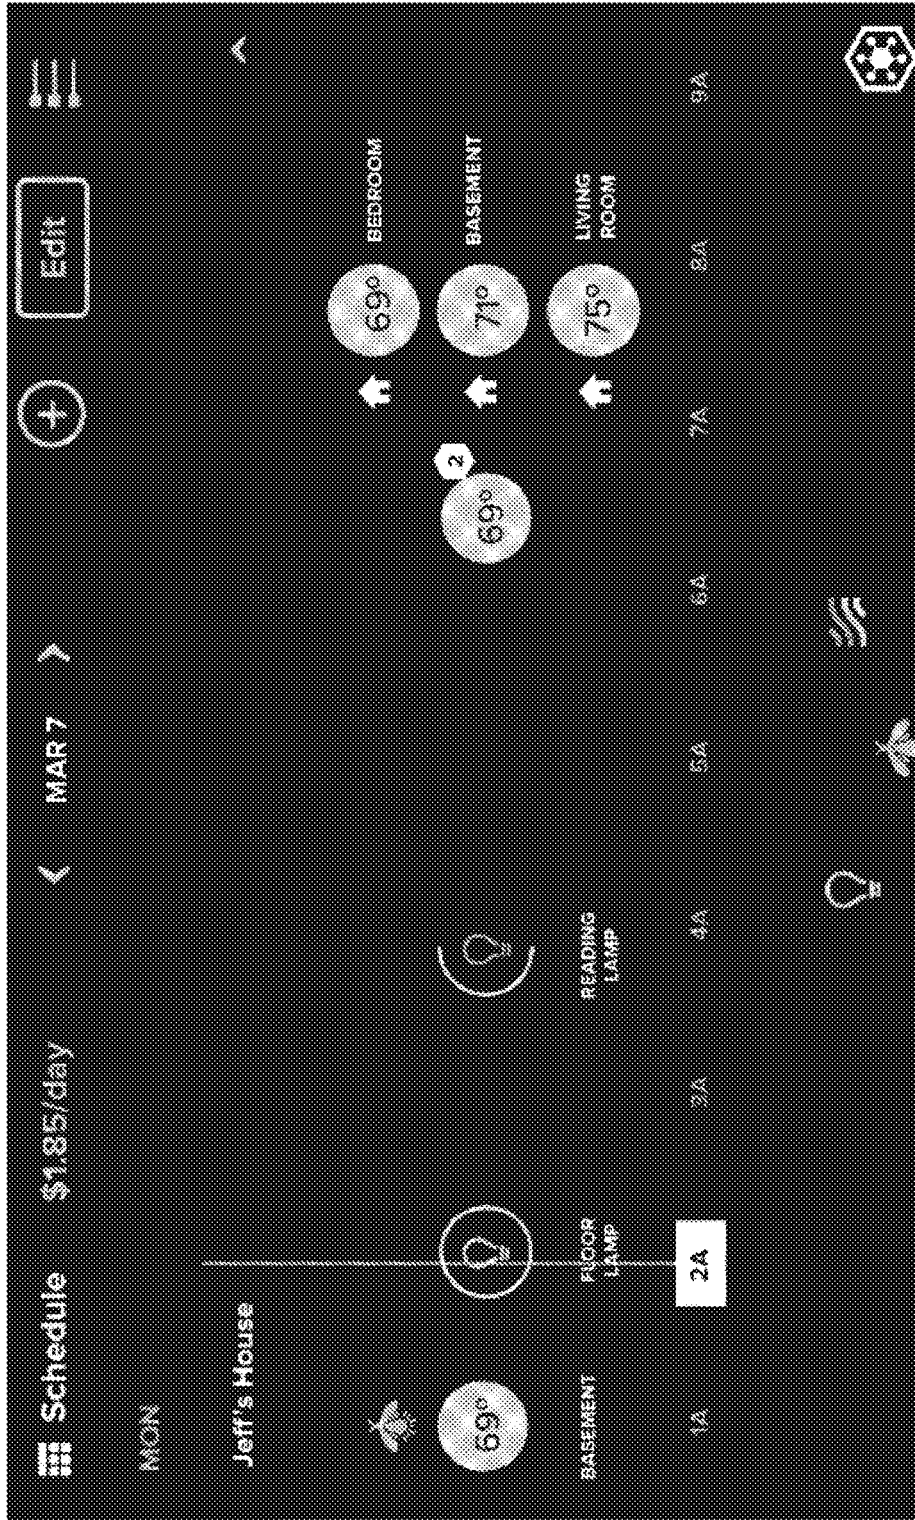 Schedule
$1.85/day
MAR 7
Edit
MON
Jeff's House
69°
BASEMENT
FLOOR
LAMP
READING
LAMP
69°
2
69°
BEDROOM
71°
BASEMENT
75°
LIVING
ROOM
1A
2A
3A
4A
5A
6A
7A
8A
9A